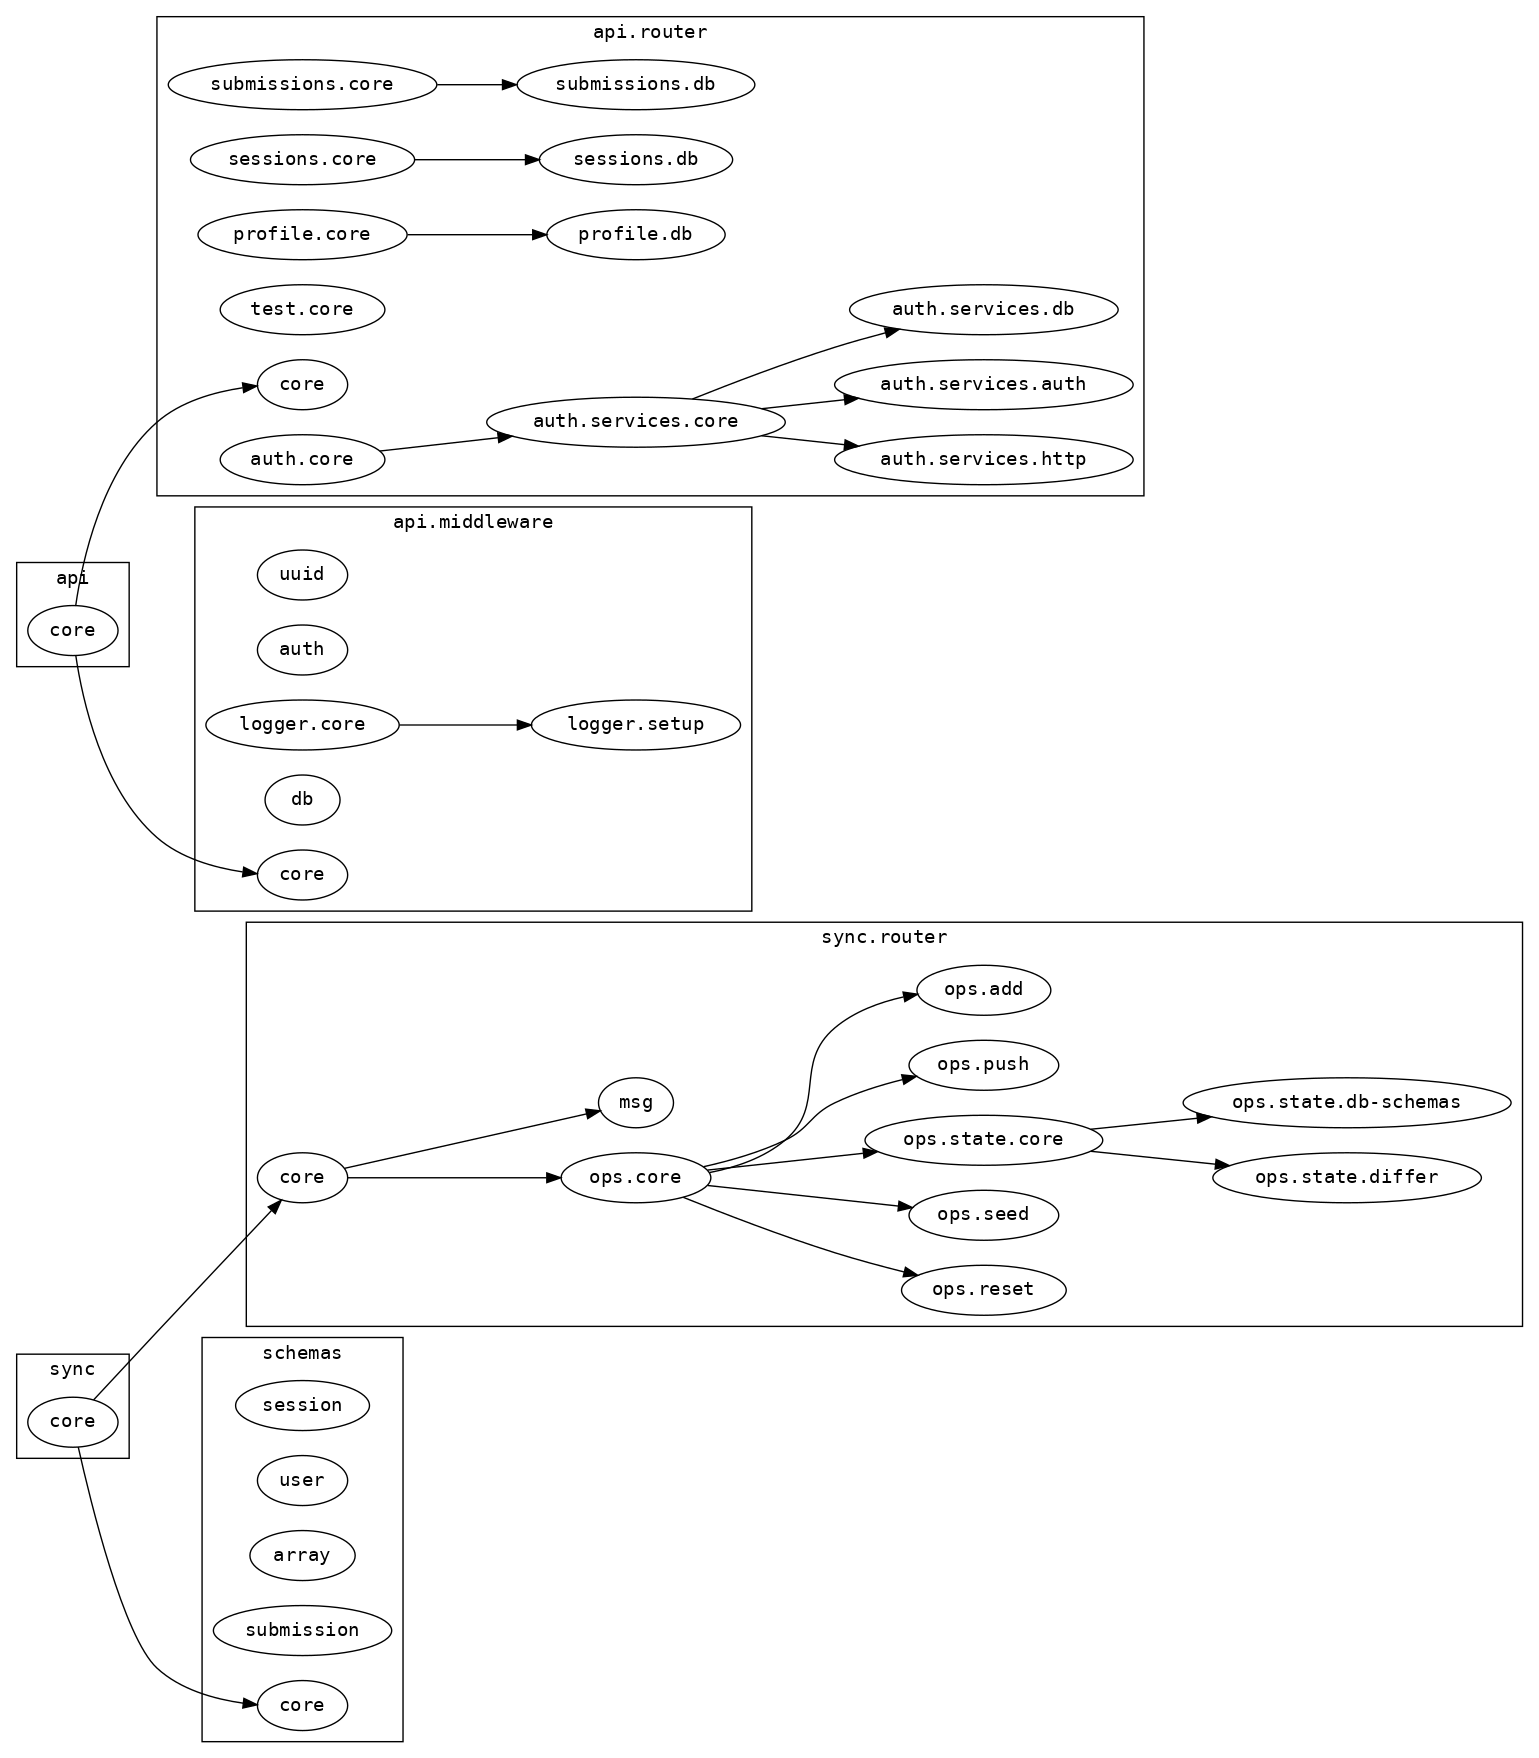 api.router
submissions.core
submissions.db
sessions.core
sessions.db
profile.core
profile.db
test.core
auth.services.db
core
auth.services.auth
auth.services.core
auth.core
auth.services.http
api
core
api.middleware
uuid
auth
logger.core
logger.setup
db
core
sync.router
ops.add
ops.push
msg
ops.state.db-schemas
ops.state.core
core
ops.core
ops.state.differ
ops.seed
ops.reset
sync
core
schemas
session
user
array
submission
core